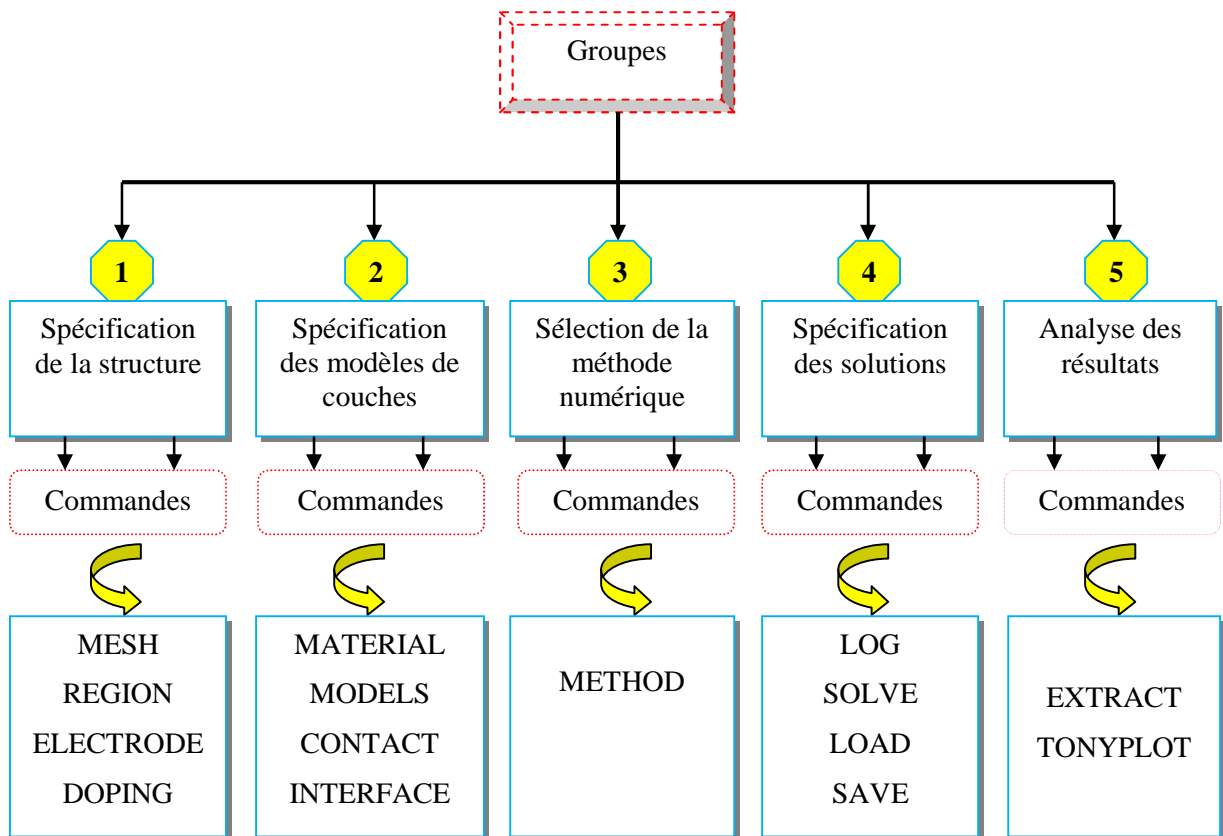 Groupes
1
2
3
4
5
Spécification
de la structure
Spécification
des modèles de
couches
Sélection de la
méthode
numérique
Spécification
des solutions
Analyse des
résultats
Commandes
Commandes
Commandes
Commandes
Commandes
MESH
REGION
ELECTRODE
DOPING
MATERIAL
MODELS
CONTACT
INTERFACE
METHOD
LOG
SOLVE
LOAD
SAVE
EXTRACT
TONYPLOT